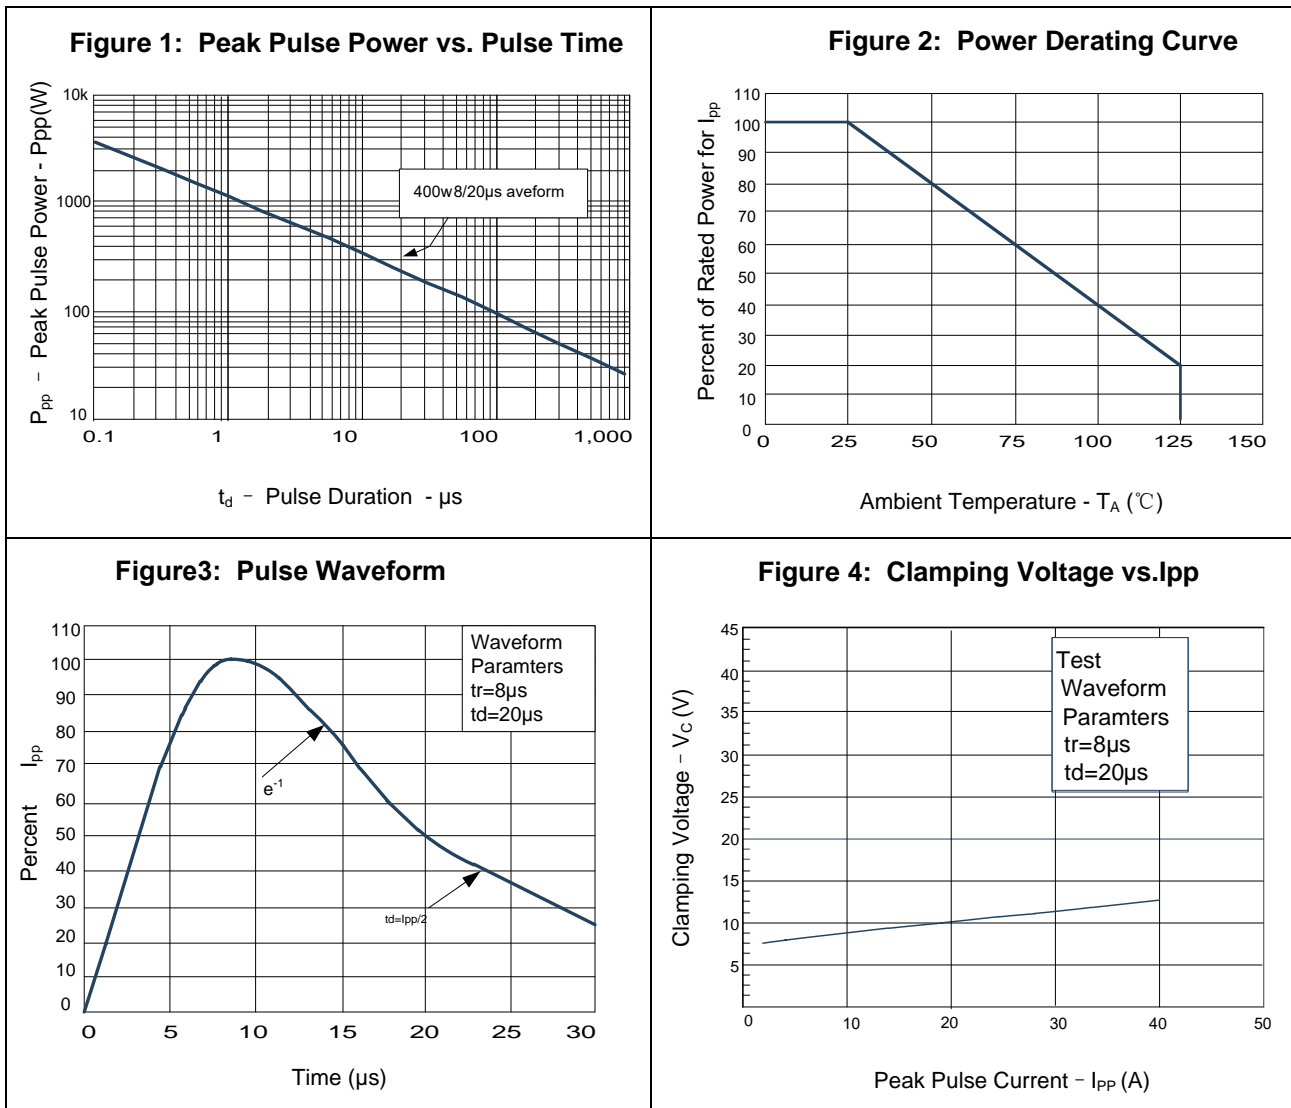 Figure 1: Peak Pulse Power vs. Pulse Time
Ppp – Peak Pulse Power - Ppp(W)
10k
1000
100
10
400w8/20µs aveform
0.1 1 10 100 1,000
td – Pulse Duration - µs
Figure 2: Power Derating Curve
Percent of Rated Power for Ipp
110
100
90
80
70
60
50
40
30
20
10
0
0 25 50 75 100 125 150
Ambient Temperature - TA (℃)
Figure3: Pulse Waveform
Percent Ipp
110
100
90
80
70
60
50
40
30
20
10
0
Waveform
Paramters
tr=8µs
td=20µs
e-1
td=Ipp/2
0 5 10 15 20 25 30
Time (µs)
Figure 4: Clamping Voltage vs.Ipp
Clamping Voltage – VC (V)
45
40
35
30
25
20
15
10
5
Test
Waveform
Paramters
tr=8µs
td=20µs
0 10 20 30 40 50
Peak Pulse Current – IPP (A)